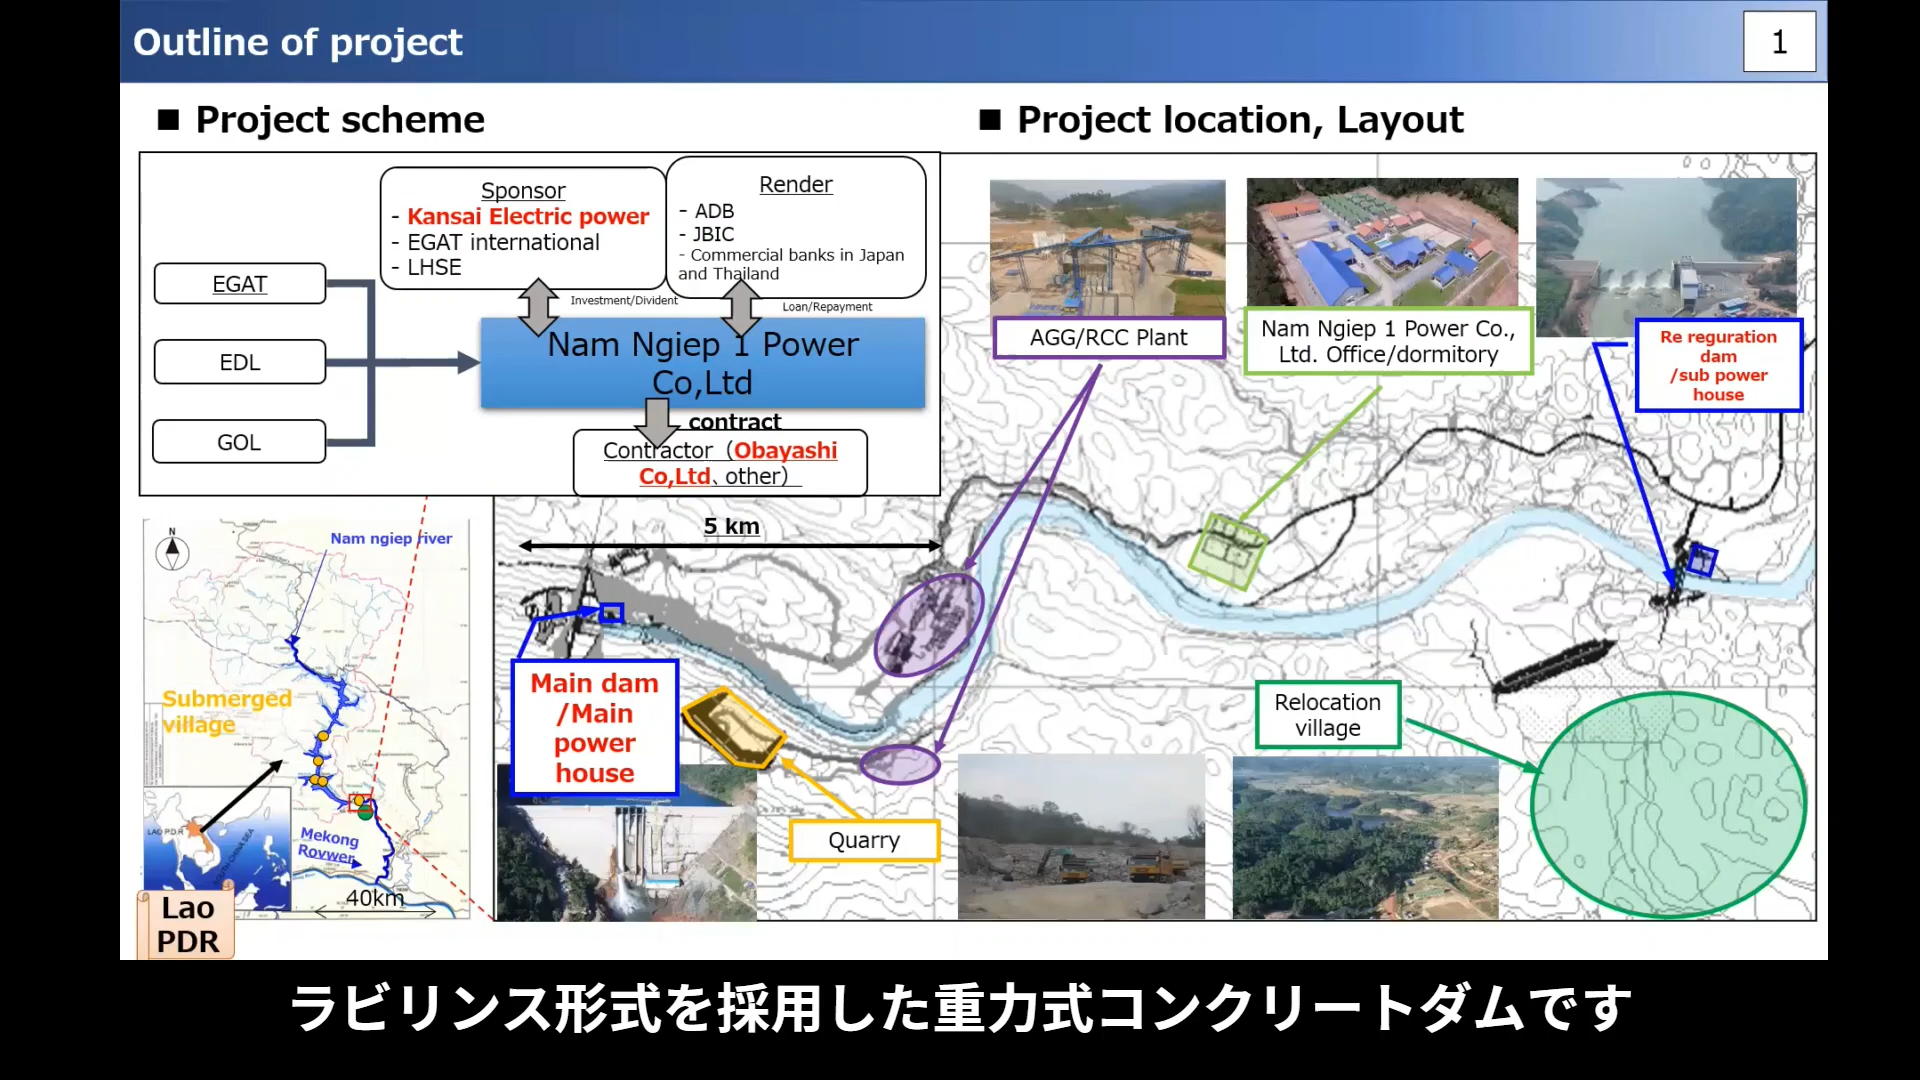 Outline of project
1
■ Project scheme
■ Project location, Layout
Sponsor
- Kansai Electric power
- EGAT international
- LHSE
Render
- ADB
- JBIC
- Commercial banks in Japan
and Thailand
EGAT
EDL
GOL
Investment/Divident
Loan/Repayment
Nam Ngiep 1 Power
Co,Ltd
contract
Contractor（Obayashi
Co,Ltd、other）
AGG/RCC Plant
Nam Ngiep 1 Power Co.,
Ltd. Office/dormitory
Re reguration
dam
/sub power
house
5 km
N
Nam ngiep river
Submerged
village
Main dam
/Main
power
house
Quarry
Relocation
village
LAO P.D.R
SOUTH CHINA SEA
Mekong
Rovwer
40km
Lao
PDR
ラビリンス形式を採用した重力式コンクリートダムです